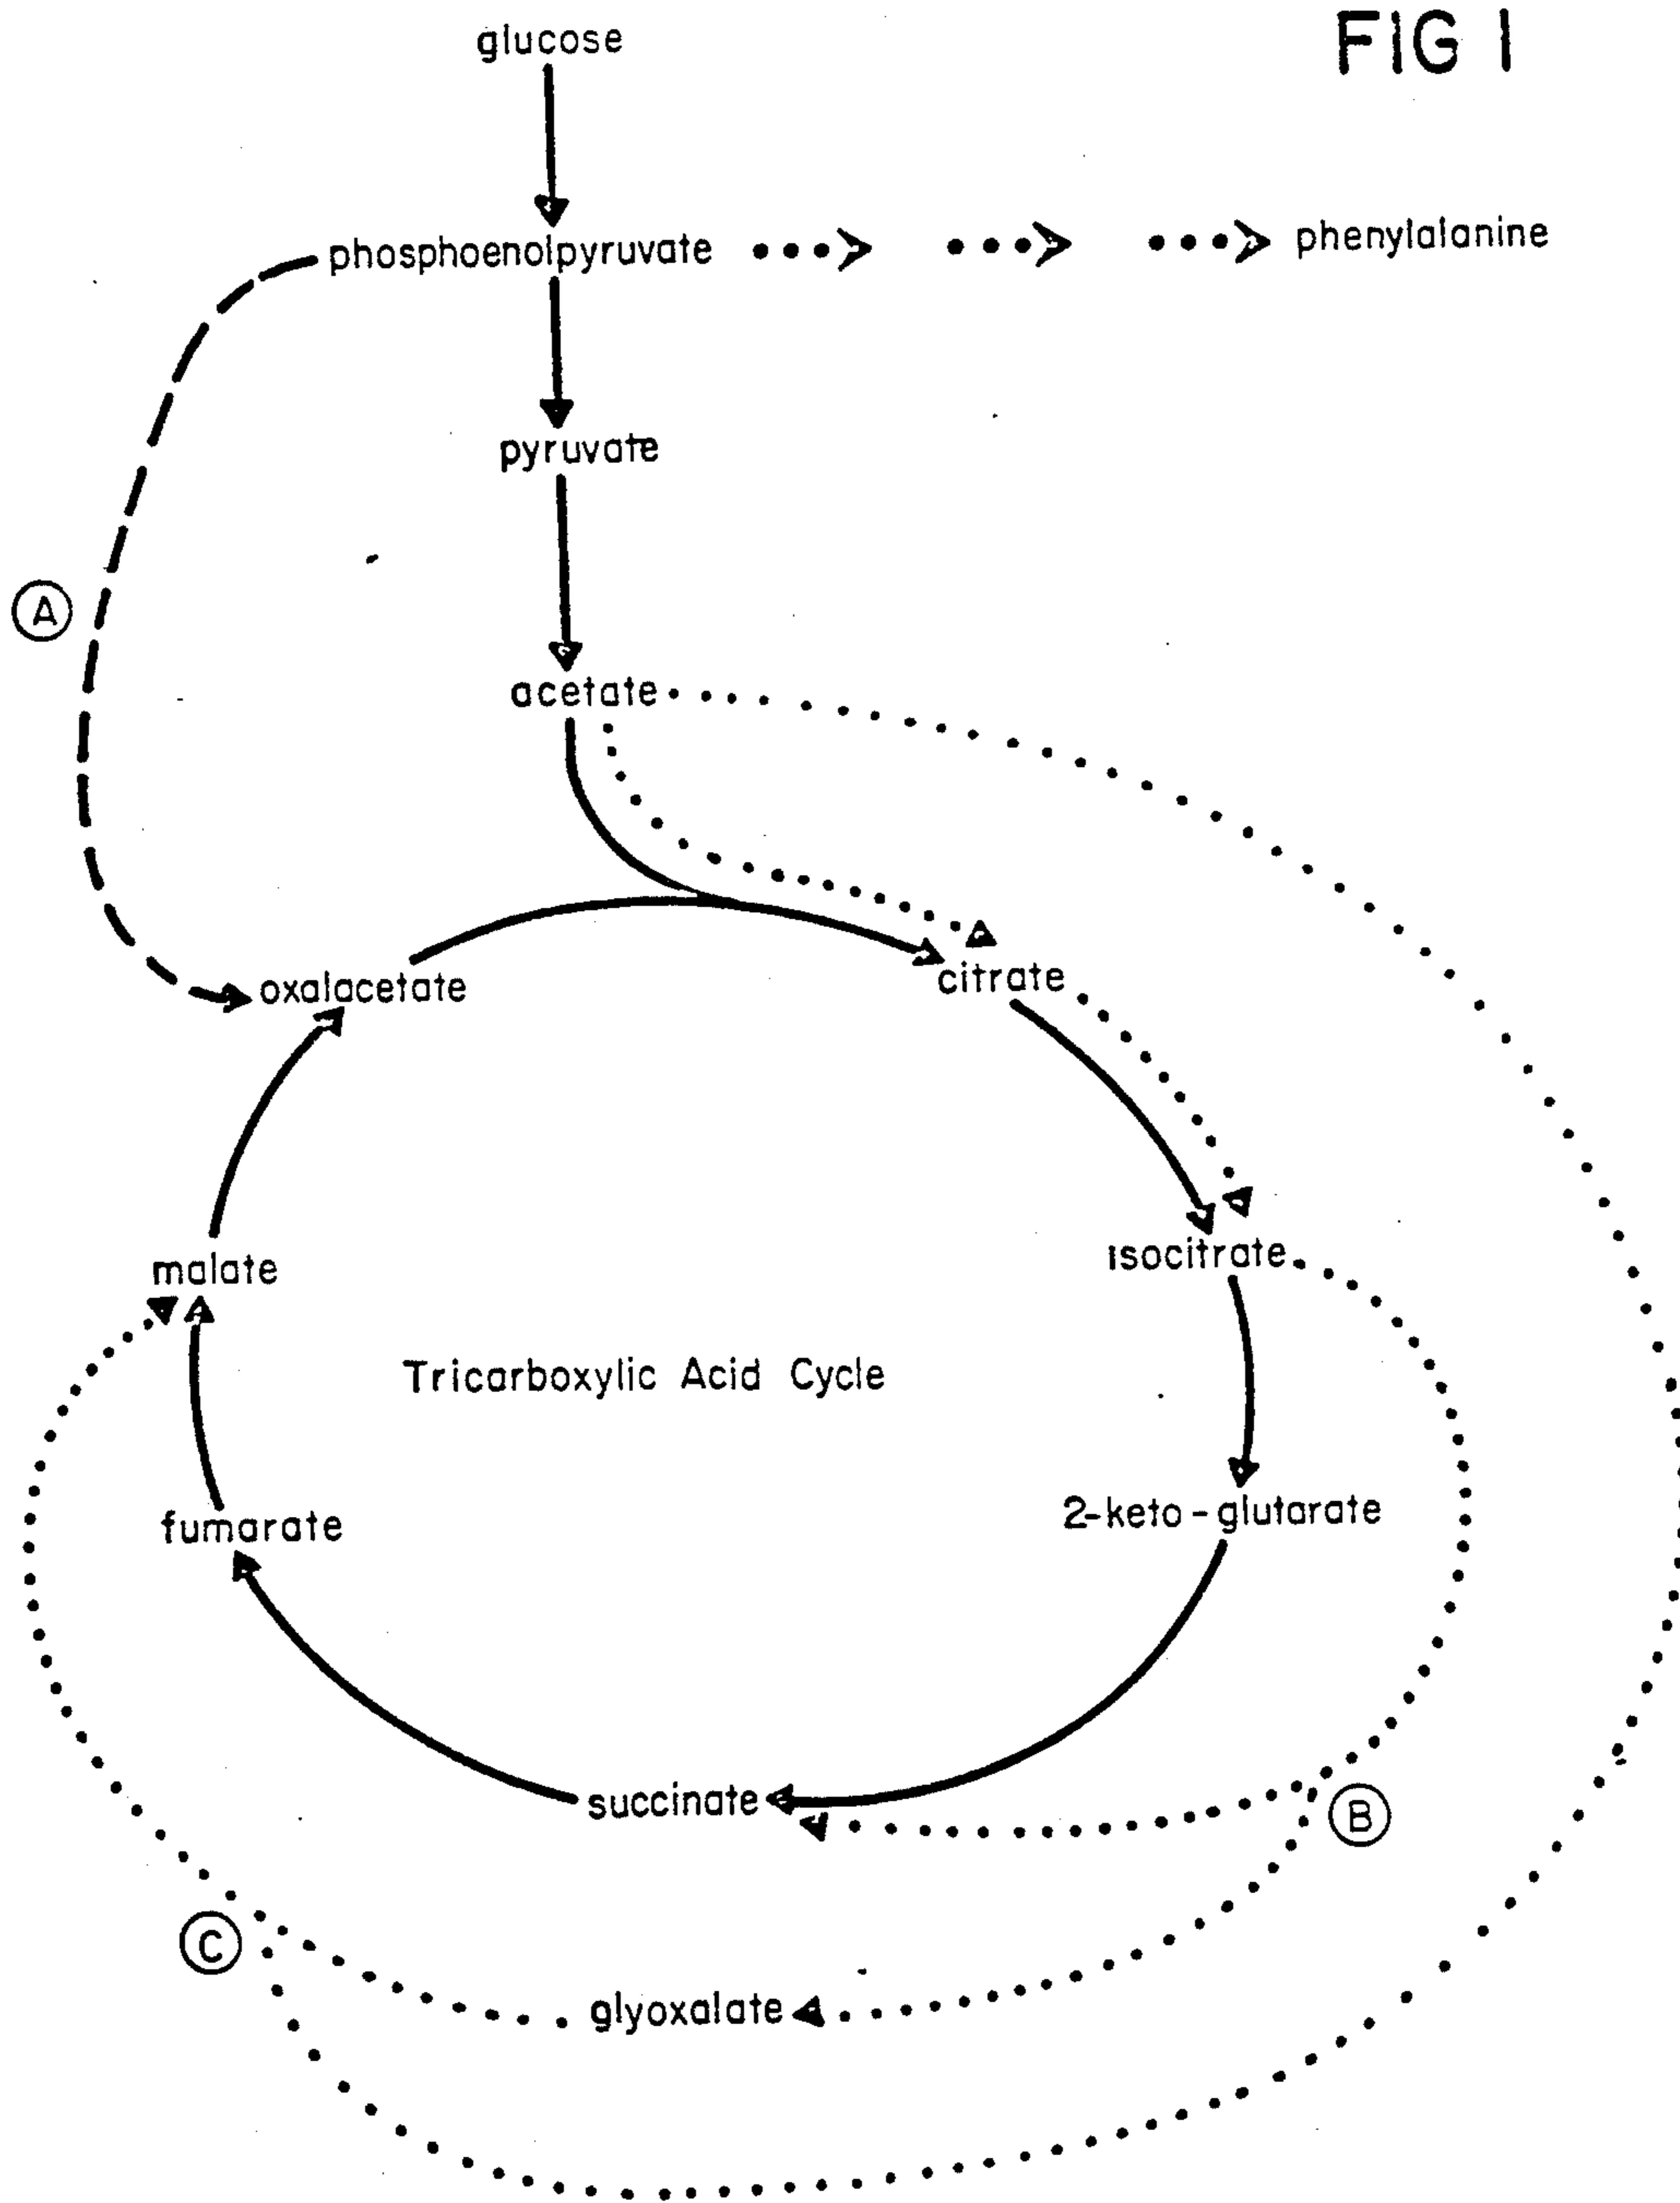 FIG 1
glucose
phosphoenolpyruvate
phenylalanine
pyruvate
A
acetate
oxalacetate
citrate
malate
isocitrate
Tricarboxylic Acid Cycle
fumarate
2-keto-glutarate
succinate
B
C
glyoxalate